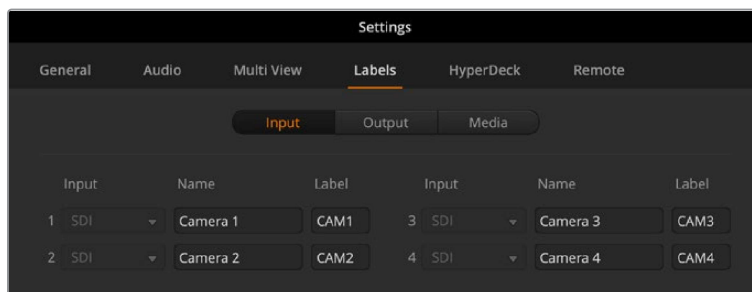 Settings
General Audio Multi View Labels HyperDeck Remote
Input Output Media
Input Name Label Input Name Label
1 SDI Camera 1 CAM1 3 SDI Camera 3 CAM3
2 SDI Camera 2 CAM2 4 SDI Camera 4 CAM4